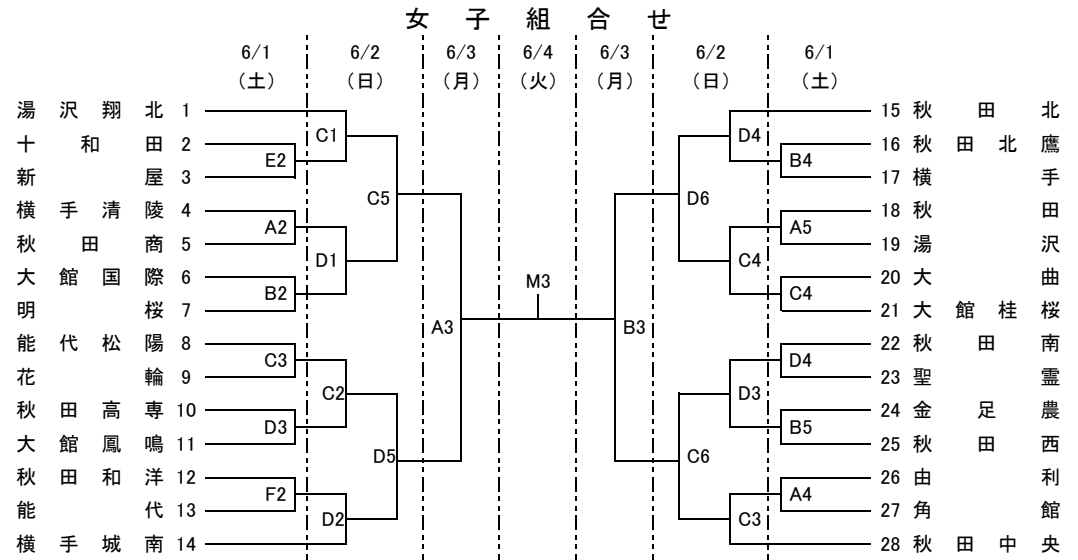 女子組合せ
6/1 6/2 6/3 6/4 6/3 6/2 6/1
(土) (日) (月) (火) (月) (日) (土)
湯沢翔北 1 15 秋田北
C1 D4
十和田 2 16 秋田北鷹
E2 B4
新屋 3 17 横手
C5 D6
横手清陵 4 18 秋田
A2 A5
秋田商 5 19 湯沢
D1 C4
大館国際 6 20 大曲
B2 M3 C4
明桜 7 21 大館桂桜
A3 B3
能代松陽 8 22 秋田南
C3 D4
花輪 9 23 聖霊
C2 D3
秋田高専 10 24 金足農
D3 B5
大館鳳鳴 11 25 秋田西
D5 C6
秋田和洋 12 26 由利
F2 A4
能代 13 27 角館
D2 C3
横手城南 14 28 秋田中央